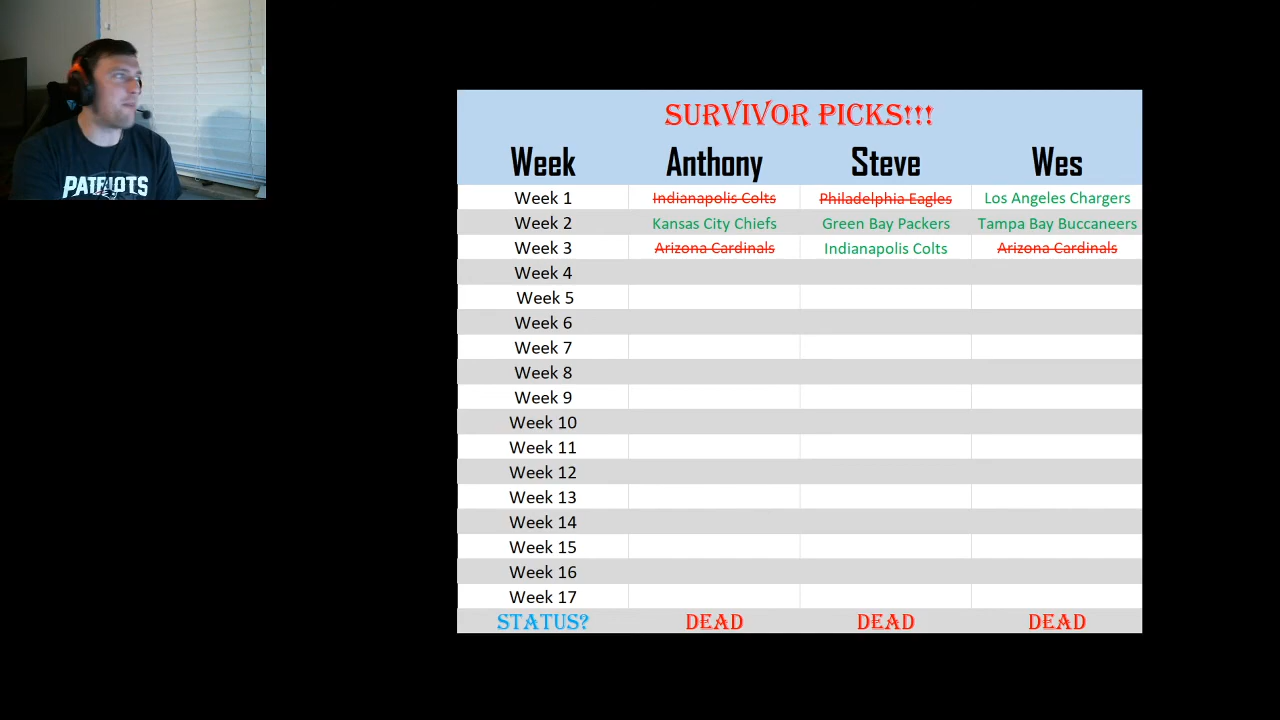 SURVIVOR PICKS!!!
Week Anthony Steve Wes
Week 1 Indianapolis Colts Philadelphia Eagles Los Angeles Chargers
Week 2 Kansas City Chiefs Green Bay Packers Tampa Bay Buccaneers
Week 3 Arizona Cardinals Indianapolis Colts Arizona Cardinals
Week 4
Week 5
Week 6
Week 7
Week 8
Week 9
Week 10
Week 11
Week 12
Week 13
Week 14
Week 15
Week 16
Week 17
STATUS? DEAD DEAD DEAD
PATRIOTS